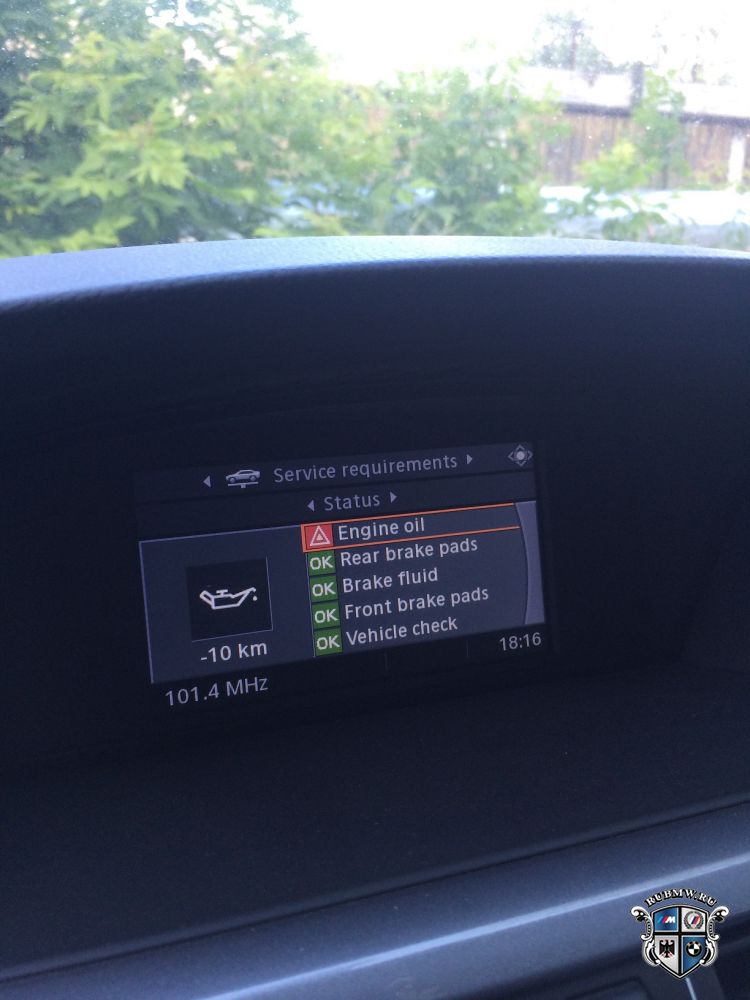 Service requirements
Status
Engine oil
OK Rear brake pads
OK Brake fluid
OK Front brake pads
OK Vehicle check
-10 km
18:16
101.4 MHz
RUBMW.RU
M